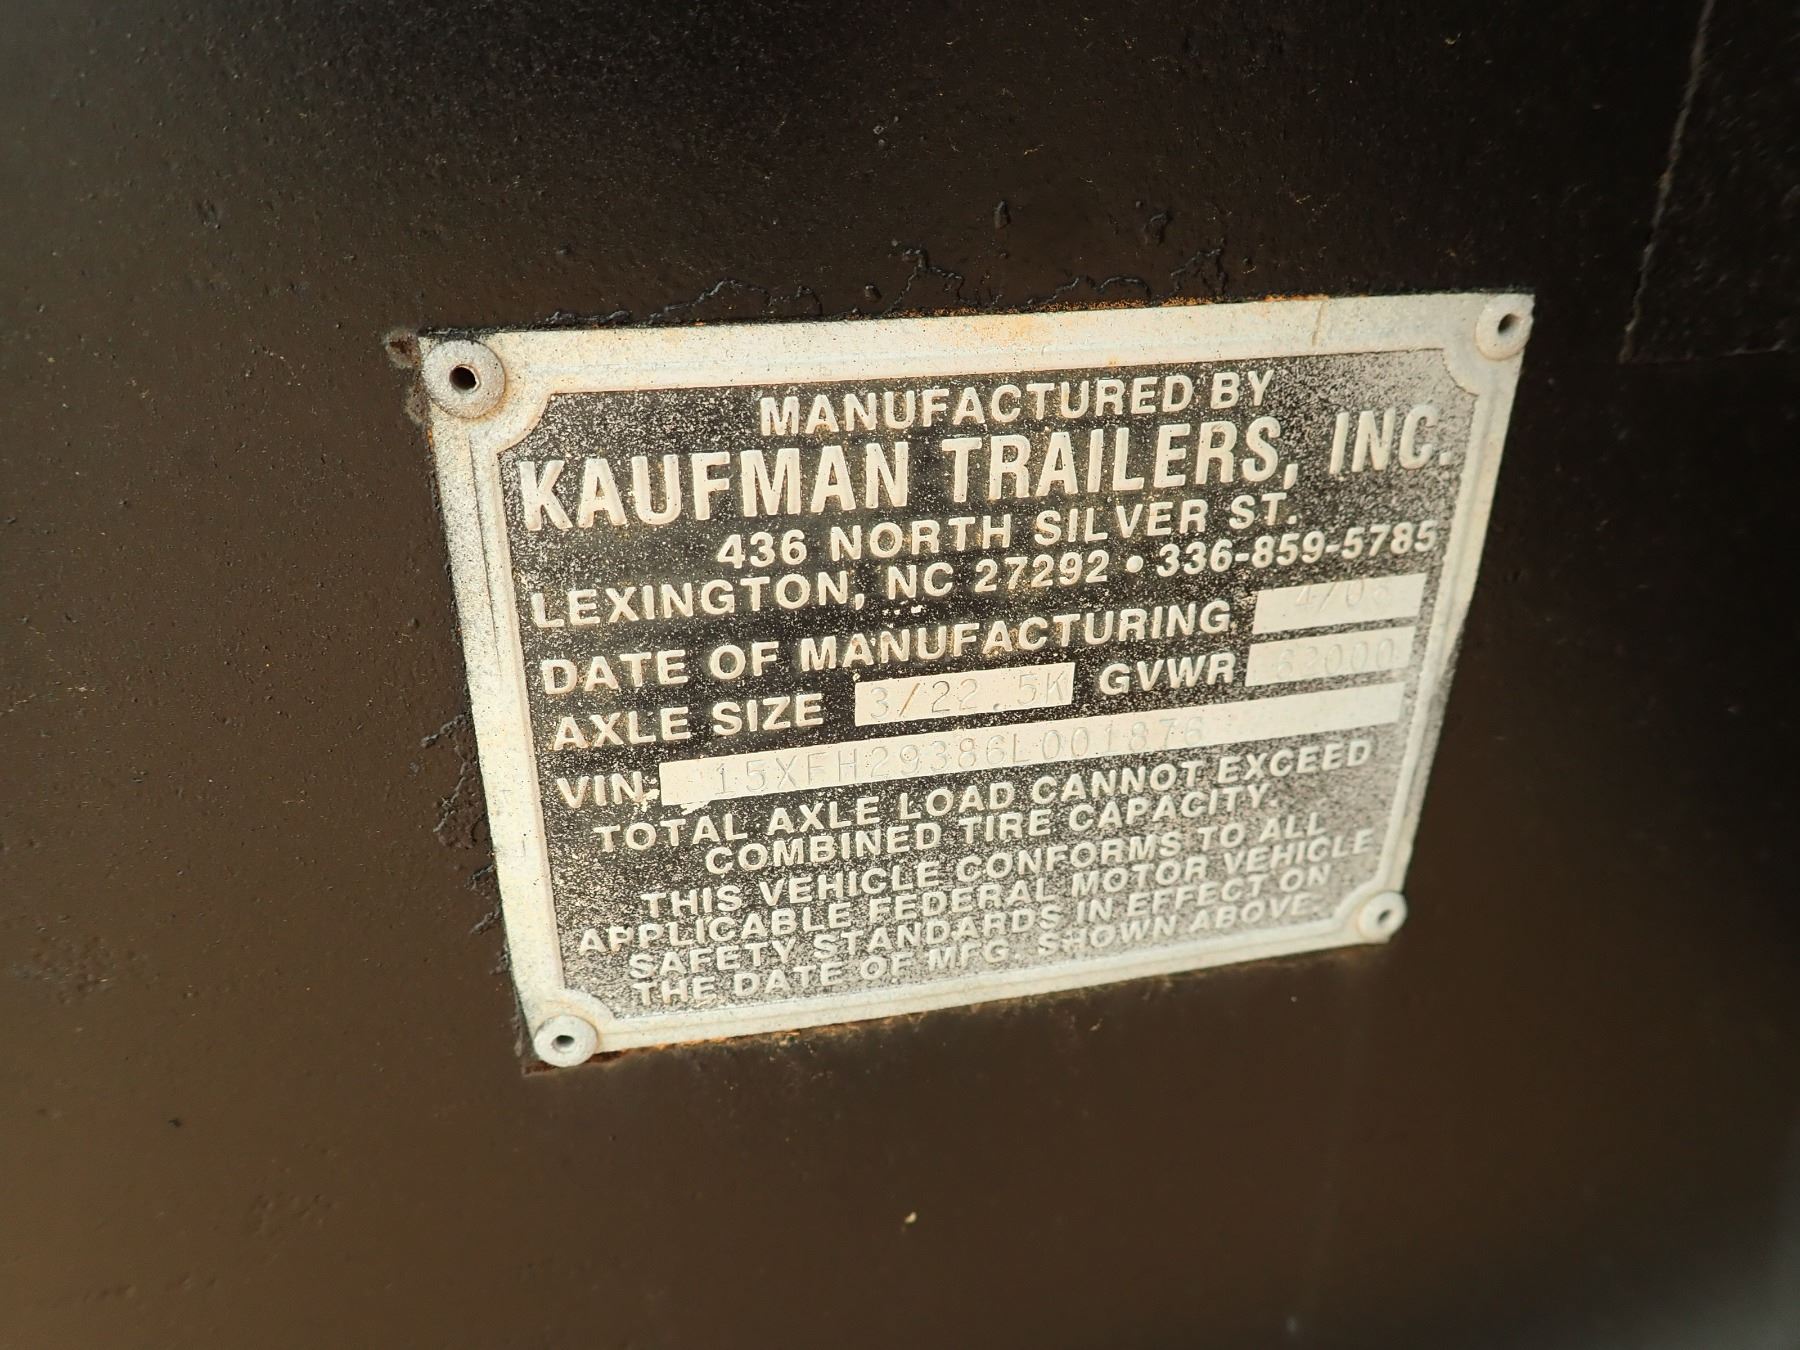 MANUFACTURED BY
KAUFMAN TRAILERS, INC.
436 NORTH SILVER ST.
LEXINGTON, NC 27292 • 336-859-5785
DATE OF MANUFACTURING 4/06
AXLE SIZE 3/22.5K GVWR 62000
VIN 15XFH29386L001876
TOTAL AXLE LOAD CANNOT EXCEED
COMBINED TIRE CAPACITY.
THIS VEHICLE CONFORMS TO ALL
APPLICABLE FEDERAL MOTOR VEHICLE
SAFETY STANDARDS IN EFFECT ON
THE DATE OF MFG. SHOWN ABOVE.